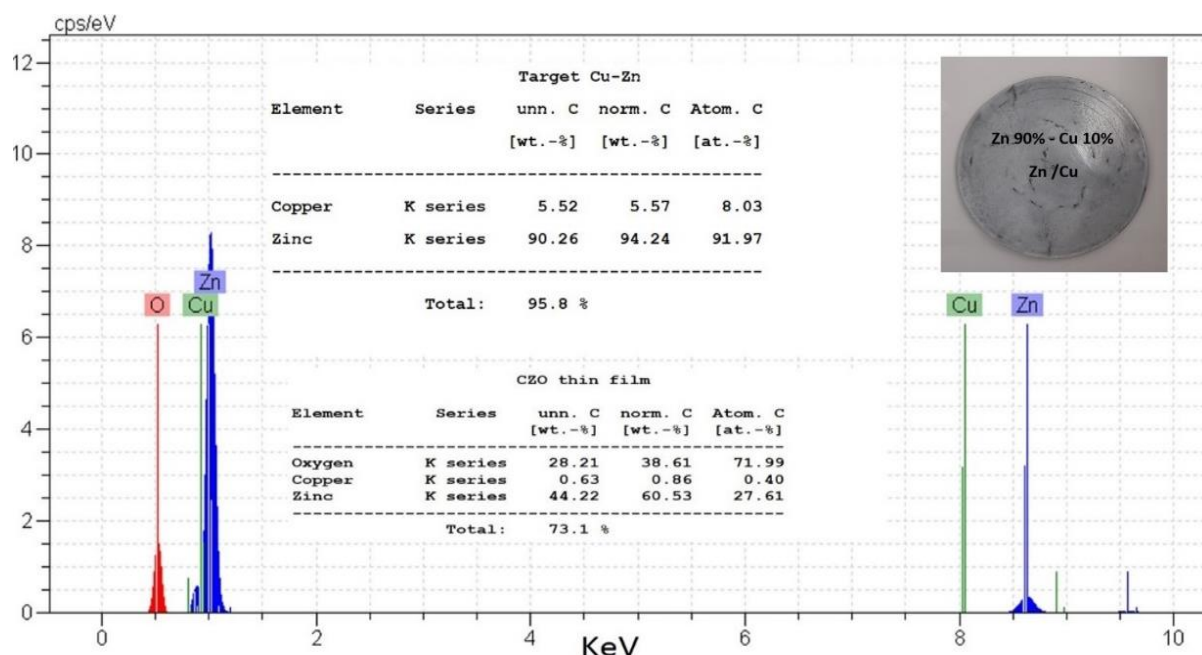 cps/eV
12
10
8
6
4
2
0
Target Cu-Zn
Element Series unn. C norm. C Atom. C
[wt.-%] [wt.-%] [at.-%]
Copper K series 5.52 5.57 8.03
Zinc K series 90.26 94.24 91.97
Total: 95.8 %
Zn 90% - Cu 10%
Zn /Cu
O Cu Zn
Cu Zn
CZO thin film
Element Series unn. C norm. C Atom. C
[wt.-%] [wt.-%] [at.-%]
Oxygen K series 28.21 38.61 71.99
Copper K series 0.63 0.86 0.40
Zinc K series 44.22 60.53 27.61
Total: 73.1 %
0 2 4 6 8 10
KeV